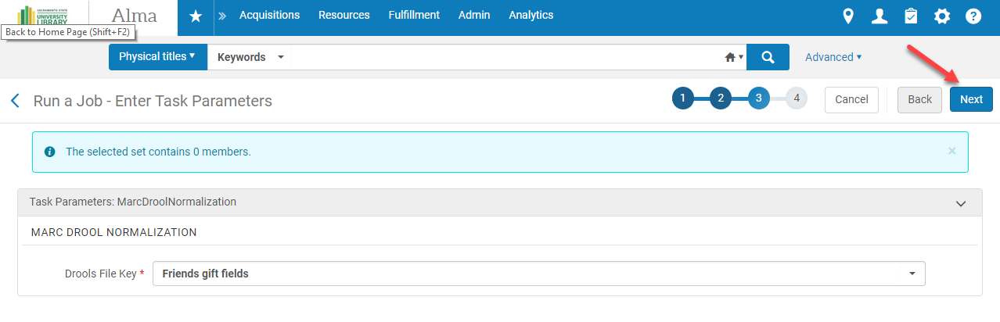 SACRAMENTO STATE
UNIVERSITY
LIBRARY
Alma
Acquisitions Resources Fulfillment Admin Analytics
Back to Home Page (Shift+F2)
Physical titles Keywords Advanced
Run a Job - Enter Task Parameters 1 2 3 4 Cancel Back Next
The selected set contains 0 members.
Task Parameters: MarcDroolNormalization
MARC DROOL NORMALIZATION
Drools File Key * Friends gift fields